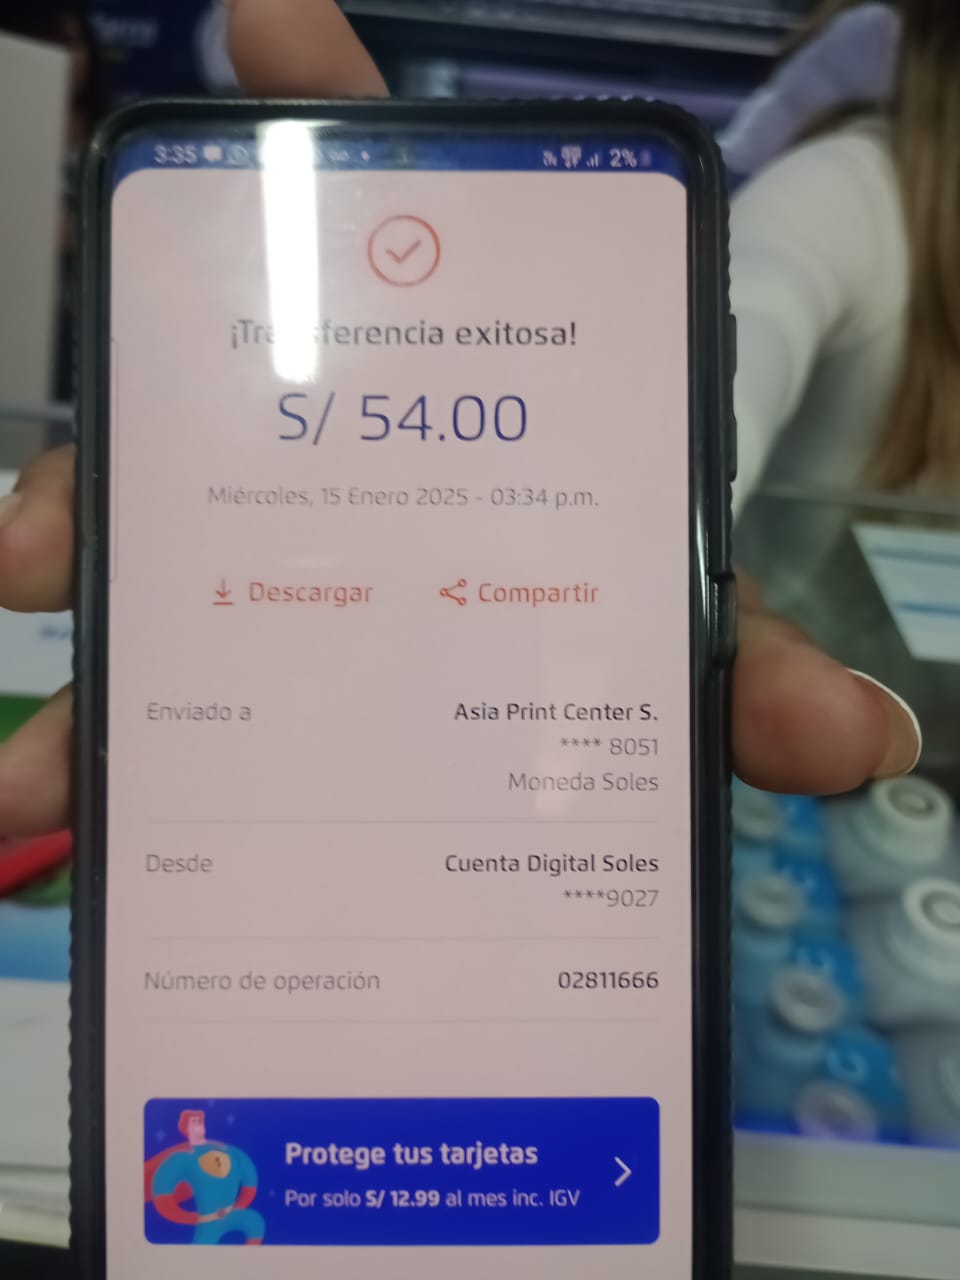 3:35
2%
¡Transferencia exitosa!
S/ 54.00
Miércoles, 15 Enero 2025 - 03:34 p.m.
Descargar Compartir
Enviado a Asia Print Center S.
**** 8051
Moneda Soles
Desde Cuenta Digital Soles
****9027
Número de operación 02811666
Protege tus tarjetas
Por solo S/ 12.99 al mes inc. IGV